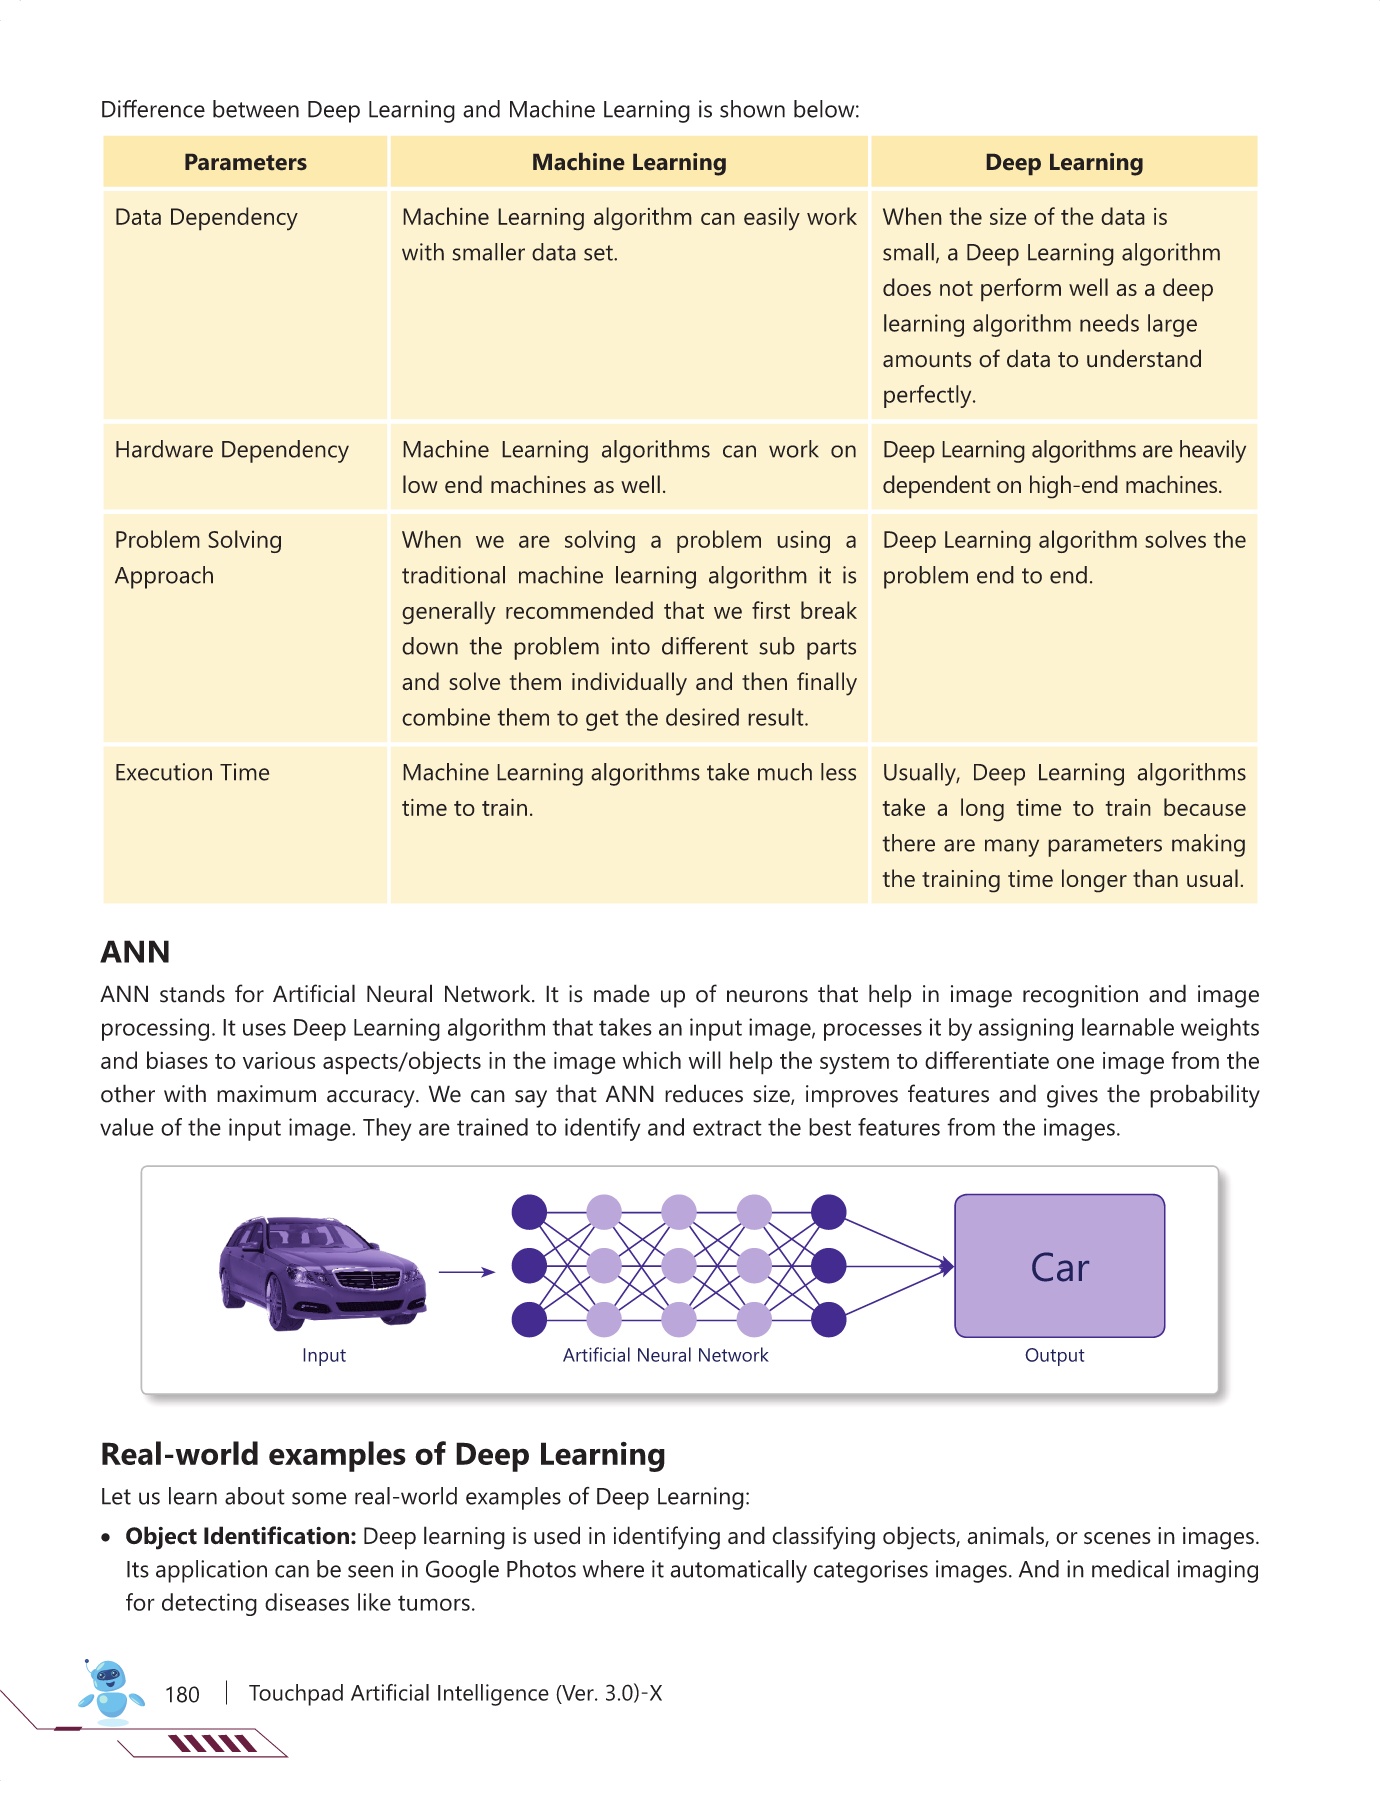 Difference between Deep Learning and Machine Learning is shown below:
Parameters Machine Learning Deep Learning
Data Dependency
Machine Learning algorithm can easily work
with smaller data set.
When the size of the data is
small, a Deep Learning algorithm
does not perform well as a deep
learning algorithm needs large
amounts of data to understand
perfectly.
Hardware Dependency
Machine Learning algorithms can work on
low end machines as well.
Deep Learning algorithms are heavily
dependent on high-end machines.
Problem Solving
Approach
When we are solving a problem using a
traditional machine learning algorithm it is
generally recommended that we first break
down the problem into different sub parts
and solve them individually and then finally
combine them to get the desired result.
Deep Learning algorithm solves the
problem end to end.
Execution Time
Machine Learning algorithms take much less
time to train.
Usually, Deep Learning algorithms
take a long time to train because
there are many parameters making
the training time longer than usual.
ANN
ANN stands for Artificial Neural Network. It is made up of neurons that help in image recognition and image
processing. It uses Deep Learning algorithm that takes an input image, processes it by assigning learnable weights
and biases to various aspects/objects in the image which will help the system to differentiate one image from the
other with maximum accuracy. We can say that ANN reduces size, improves features and gives the probability
value of the input image. They are trained to identify and extract the best features from the images.
Car
Input Artificial Neural Network Output
Real-world examples of Deep Learning
Let us learn about some real-world examples of Deep Learning:
• Object Identification: Deep learning is used in identifying and classifying objects, animals, or scenes in images.
Its application can be seen in Google Photos where it automatically categorises images. And in medical imaging
for detecting diseases like tumors.
180 | Touchpad Artificial Intelligence (Ver. 3.0)-X